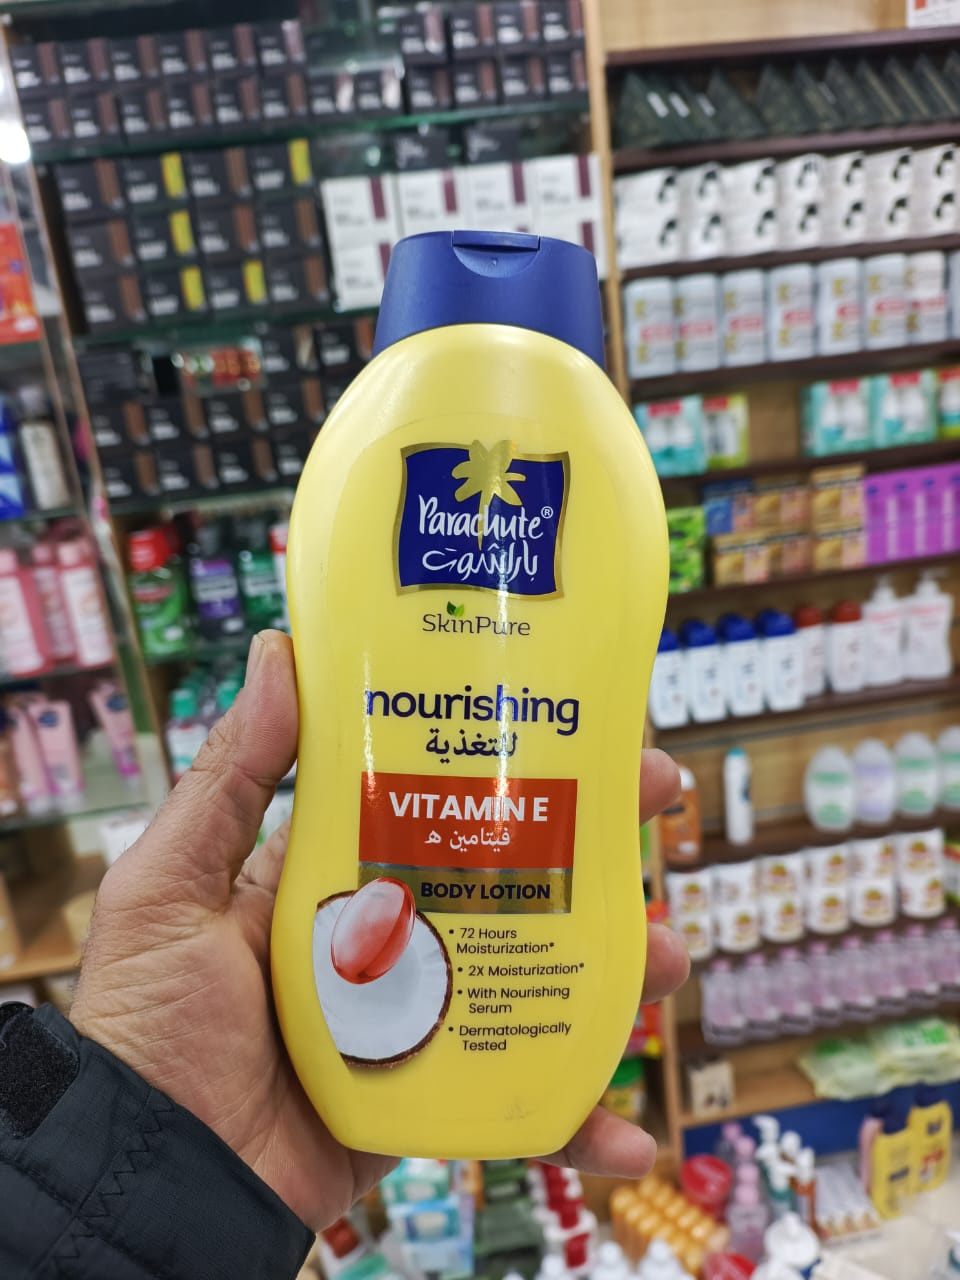 Parachute®
باراشوت
SkinPure
nourishing
للتغذية
VITAMIN E
فيتامين ه
BODY LOTION
• 72 Hours
Moisturization*
• 2X Moisturization*
• With Nourishing
Serum
• Dermatologically
Tested